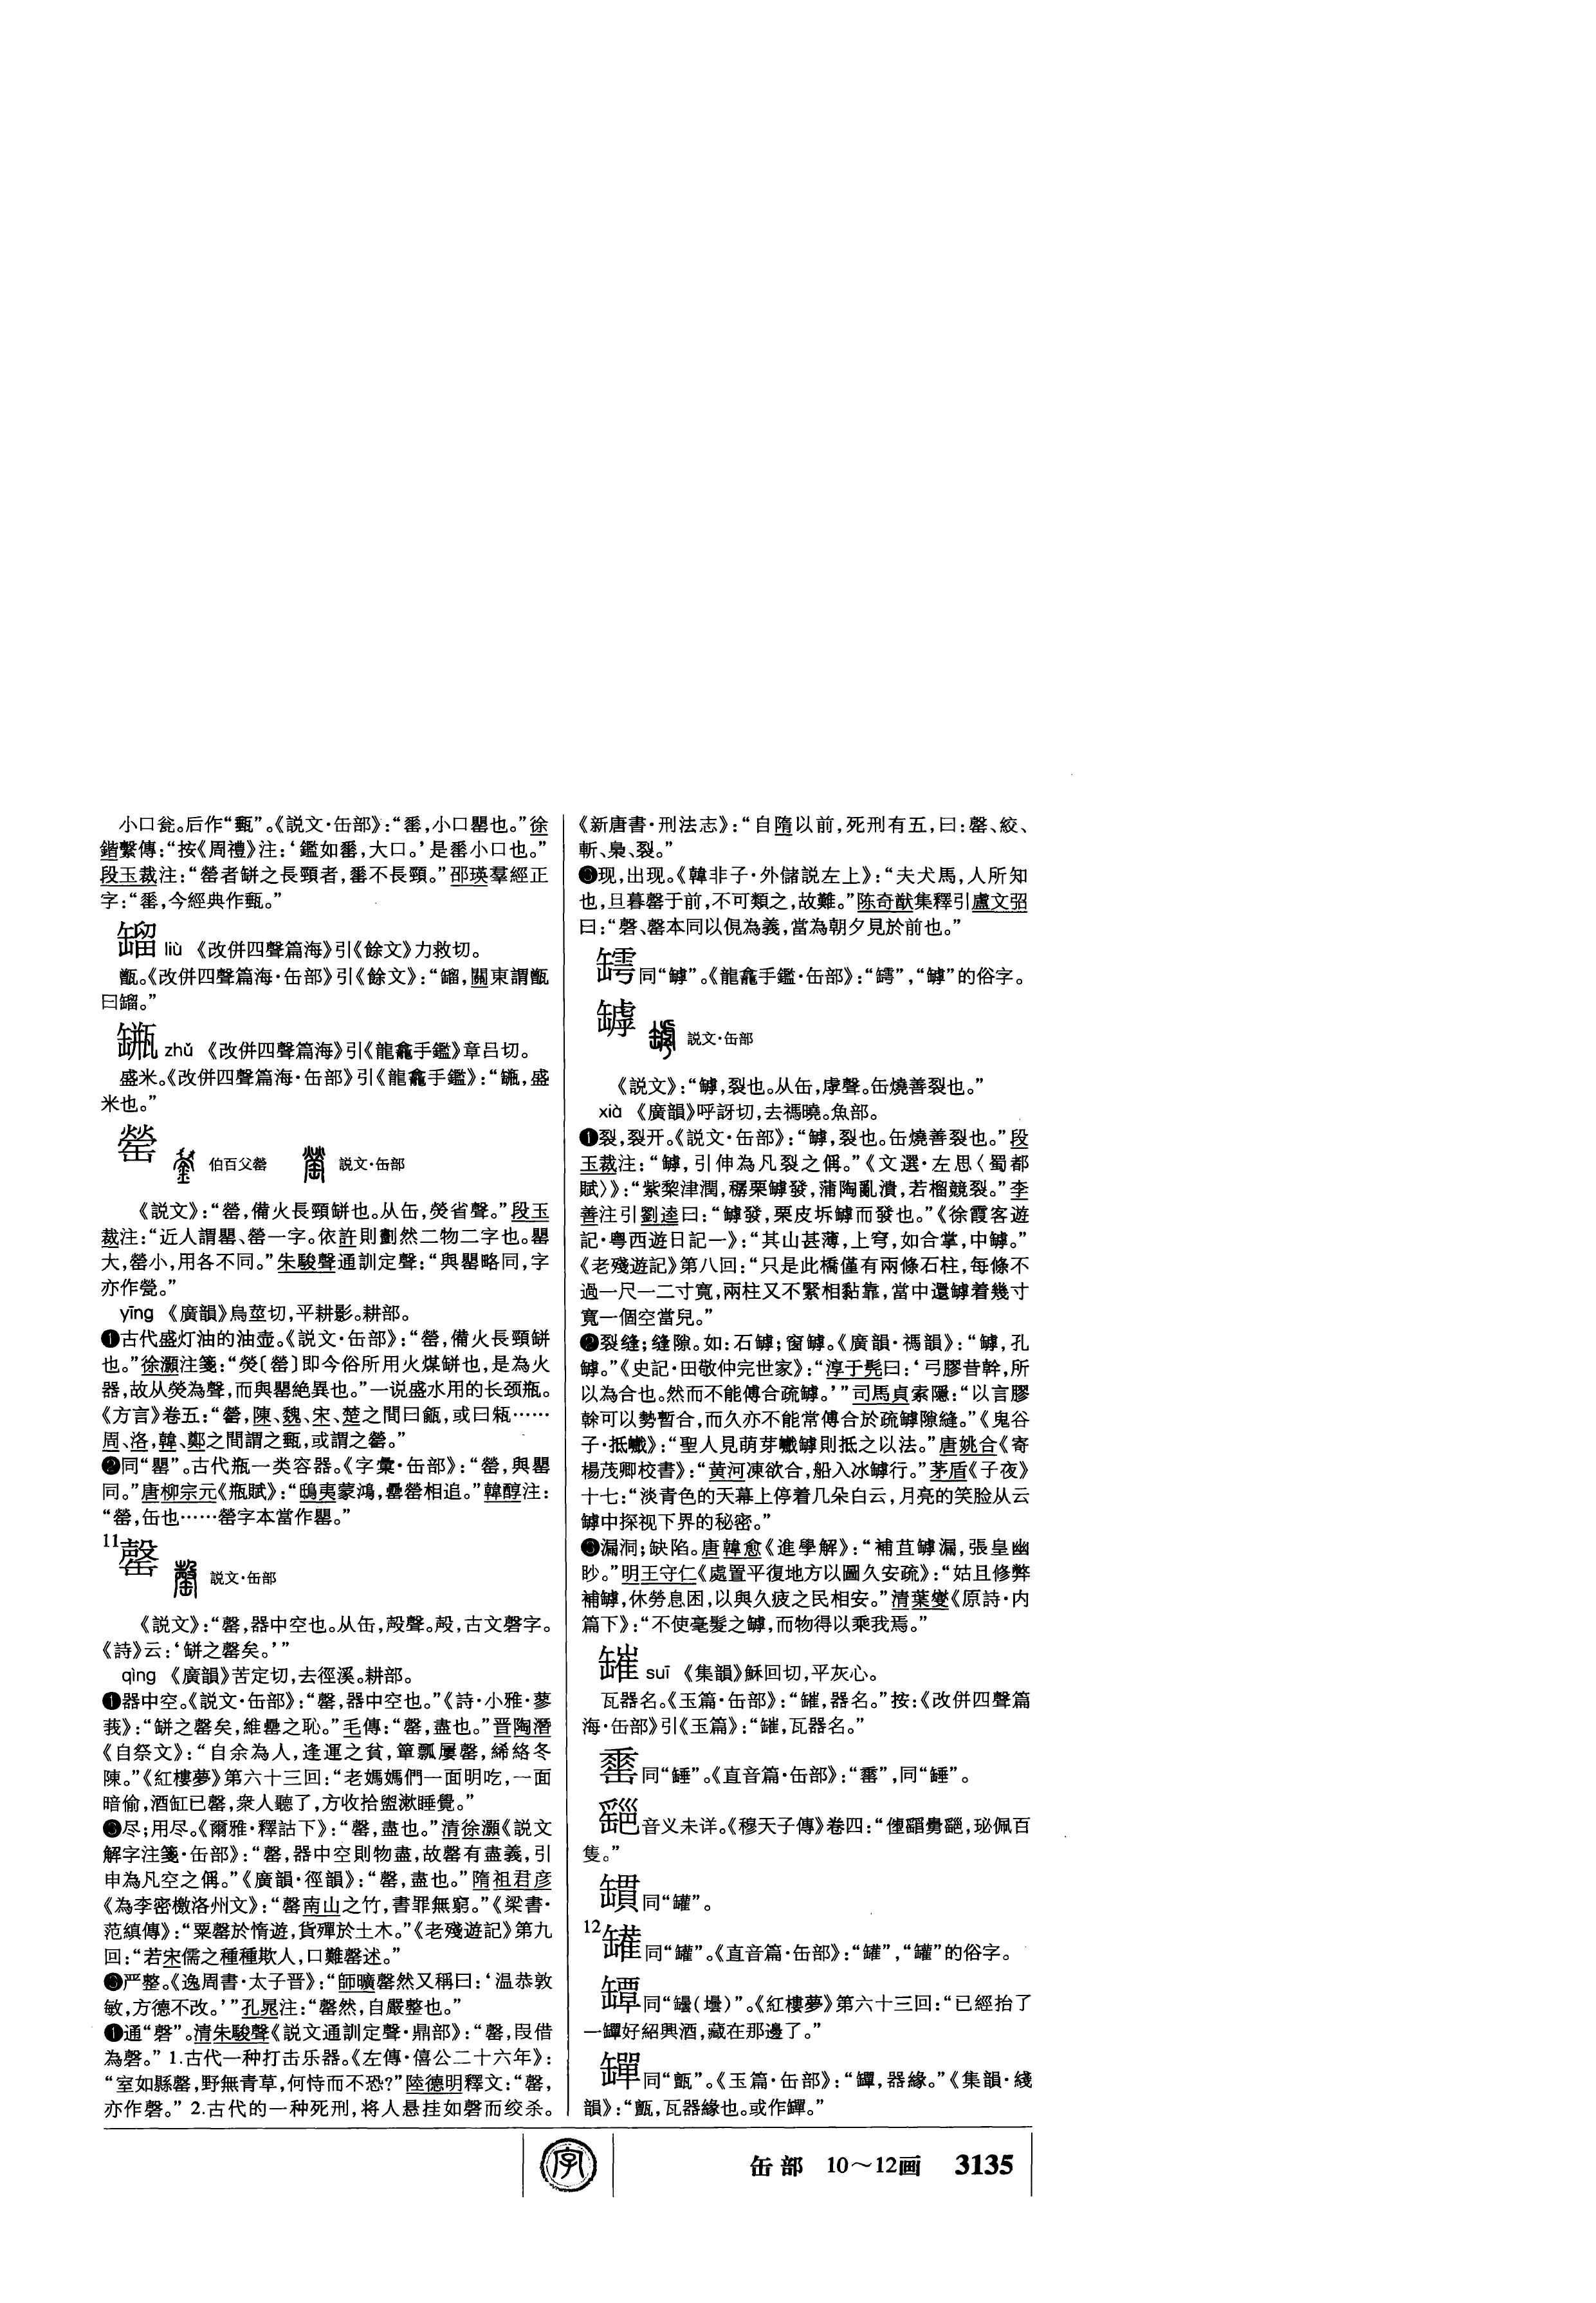 小口瓮。后作“甀”。《説文·缶部》：“䍋，小口罌也。”徐
鍇繫傳：“按《周禮》注：‘鑑如䍋，大口。’是䍋小口也。”
段玉裁注：“罃者缾之長頸者，䍋不長頸。”邵瑛羣經正
字：“䍋，今經典作甀。”
liù 《改併四聲篇海》引《餘文》力救切。
甑。《改併四聲篇海·缶部》引《餘文》：“，關東謂甑
曰。”
zhǔ 《改併四聲篇海》引《龍龕手鑑》章吕切。
盛米。《改併四聲篇海·缶部》引《龍龕手鑑》：“，盛
米也。”
罃 伯百父罃 説文·缶部
《説文》：“罃，備火長頸缾也。从缶，熒省聲。”段玉
裁注：“近人謂罌、罃一字。依許則劃然二物二字也。罌
大，罃小，用各不同。”朱駿聲通訓定聲：“與罌略同，字
亦作甇。”
yīng 《廣韻》烏莖切，平耕影。耕部。
❶古代盛灯油的油壶。《説文·缶部》：“罃，備火長頸缾
也。”徐灝注箋：“熒〔罃〕即今俗所用火煤缾也，是為火
器，故从熒為聲，而與罌絶異也。”一说盛水用的长颈瓶。
《方言》卷五：“罃，陳、魏、宋、楚之間曰㼶，或曰㼚……
周、洛，韓、鄭之間謂之甀，或謂之罃。”
❷同“罌”。古代瓶一类容器。《字彙·缶部》：“罃，與罌
同。”唐柳宗元《瓶賦》：“鴟夷蒙鴻，罍罃相追。”韓醇注：
“罃，缶也……罃字本當作罌。”
11
罄 説文·缶部
《説文》：“罄，器中空也。从缶，殸聲。殸，古文磬字。
《詩》云：‘缾之罄矣。’”
qìng 《廣韻》苦定切，去徑溪。耕部。
❶器中空。《説文·缶部》：“罄，器中空也。”《詩·小雅·蓼
莪》：“缾之罄矣，維罍之恥。”毛傳：“罄，盡也。”晋陶潛
《自祭文》：“自余為人，逢運之貧，簞瓢屢罄，絺綌冬
陳。”《紅樓夢》第六十三回：“老媽媽們一面明吃，一面
暗偷，酒缸已罄，衆人聽了，方收拾盥漱睡覺。”
❷尽；用尽。《爾雅·釋詁下》：“罄，盡也。”清徐灝《説文
解字注箋·缶部》：“罄，器中空則物盡，故罄有盡義，引
申為凡空之偁。”《廣韻·徑韻》：“罄，盡也。”隋祖君彦
《為李密檄洛州文》：“罄南山之竹，書罪無窮。”《梁書·
范縝傳》：“粟罄於惰遊，貨殫於土木。”《老殘遊記》第九
回：“若宋儒之種種欺人，口難罄述。”
❸严整。《逸周書·太子晋》：“師曠罄然又稱曰：‘温恭敦
敏，方德不改。’”孔晁注：“罄然，自嚴整也。”
❹通“磬”。清朱駿聲《説文通訓定聲·鼎部》：“罄，叚借
為磬。” 1.古代一种打击乐器。《左傳·僖公二十六年》：
“室如縣罄，野無青草，何恃而不恐？”陸德明釋文：“罄，
亦作磬。” 2.古代的一种死刑，将人悬挂如磬而绞杀。
《新唐書·刑法志》：“自隋以前，死刑有五，曰：罄、絞、
斬、梟、裂。”
❺现，出现。《韓非子·外儲説左上》：“夫犬馬，人所知
也，旦暮罄于前，不可類之，故難。”陈奇猷集釋引盧文弨
曰：“磬、罄本同以俔為義，當為朝夕見於前也。”
同“罅”。《龍龕手鑑·缶部》：“”，“罅”的俗字。
罅 説文·缶部
《説文》：“罅，裂也。从缶，虖聲。缶燒善裂也。”
xià 《廣韻》呼訝切，去禡曉。魚部。
❶裂，裂开。《説文·缶部》：“罅，裂也。缶燒善裂也。”段
玉裁注：“罅，引伸為凡裂之偁。”《文選·左思〈蜀都
賦〉》：“紫棃津潤，樼栗罅發，蒲陶亂潰，若榴競裂。”李
善注引劉逵曰：“罅發，栗皮坼罅而發也。”《徐霞客遊
記·粤西遊日記一》：“其山甚薄，上穹，如合掌，中罅。”
《老殘遊記》第八回：“只是此橋僅有兩條石柱，每條不
過一尺一二寸寬，兩柱又不緊相黏靠，當中還罅着幾寸
寬一個空當兒。”
❷裂缝；缝隙。如：石罅；窗罅。《廣韻·禡韻》：“罅，孔
罅。”《史記·田敬仲完世家》：“淳于髡曰：‘弓膠昔幹，所
以為合也。然而不能傅合疏罅。’”司馬貞索隱：“以言膠
幹可以勢暫合，而久亦不能常傅合於疏罅隙縫。”《鬼谷
子·抵巇》：“聖人見萌芽巇罅則抵之以法。”唐姚合《寄
楊茂卿校書》：“黄河凍欲合，船入冰罅行。”茅盾《子夜》
十七：“淡青色的天幕上停着几朵白云，月亮的笑脸从云
罅中探视下界的秘密。”
❸漏洞；缺陷。唐韓愈《進學解》：“補苴罅漏，張皇幽
眇。”明王守仁《處置平復地方以圖久安疏》：“姑且修弊
補罅，休勞息困，以與久疲之民相安。”清葉燮《原詩·内
篇下》：“不使毫髮之罅，而物得以乘我焉。”
suī 《集韻》穌回切，平灰心。
瓦器名。《玉篇·缶部》：“，器名。”按：《改併四聲篇
海·缶部》引《玉篇》：“，瓦器名。”
同“”。《直音篇·缶部》：“”，同“”。
音义未详。《穆天子傳》卷四：“，珌佩百
隻。”
同“罐”。
12
同“罐”。《直音篇·缶部》：“”，“罐”的俗字。
罈同“罎（壜）”。《紅樓夢》第六十三回：“已經抬了
一罈好紹興酒，藏在那邊了。”
同“甎”。《玉篇·缶部》：“，器緣。”《集韻·綫
韻》：“，瓦器緣也。或作。”
字
缶部 10～12画 3135